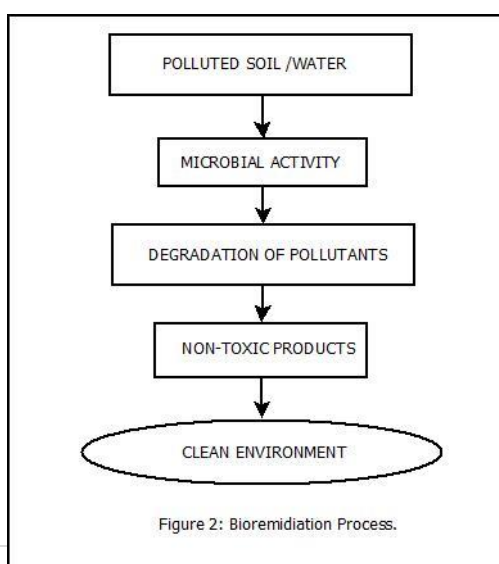 POLLUTED SOIL /WATER
MICROBIAL ACTIVITY
DEGRADATION OF POLLUTANTS
NON-TOXIC PRODUCTS
CLEAN ENVIRONMENT
Figure 2: Bioremidiation Process.